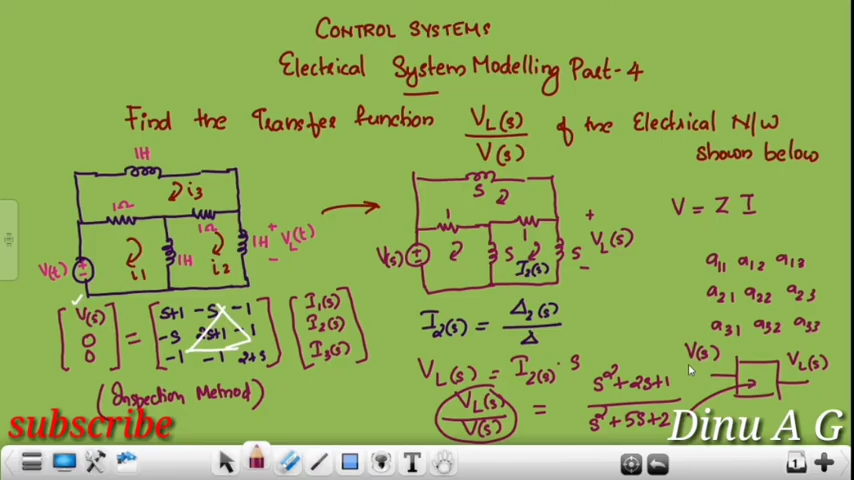 CONTROL SYSTEMS
Electrical System Modelling Part-4
Find the Transfer function VL(s)/V(s) of the Electrical N/W
shown below
1H
i3
1Ω
1Ω
V(t)
+
-
i1
1H
i2
1H
+
VL(t)
-
S
1
1
V(s)
+
-
S
I2(s)
S
+
VL(s)
-
V = Z I
a11 a12 a13
a21 a22 a23
a31 a32 a33
[V(s) 0 0] = [s+1 -s -1
-s 2s+1 -1
-1 -1 2+s] [I1(s)
I2(s)
I3(s)]
(Inspection Method)
I2(s) = Δ2(s)/Δ
VL(s) = I2(s) · s
VL(s)/V(s) = s²+2s+1 / s²+5s+2
V(s)
VL(s)
subscribe
Dinu A G
T
1